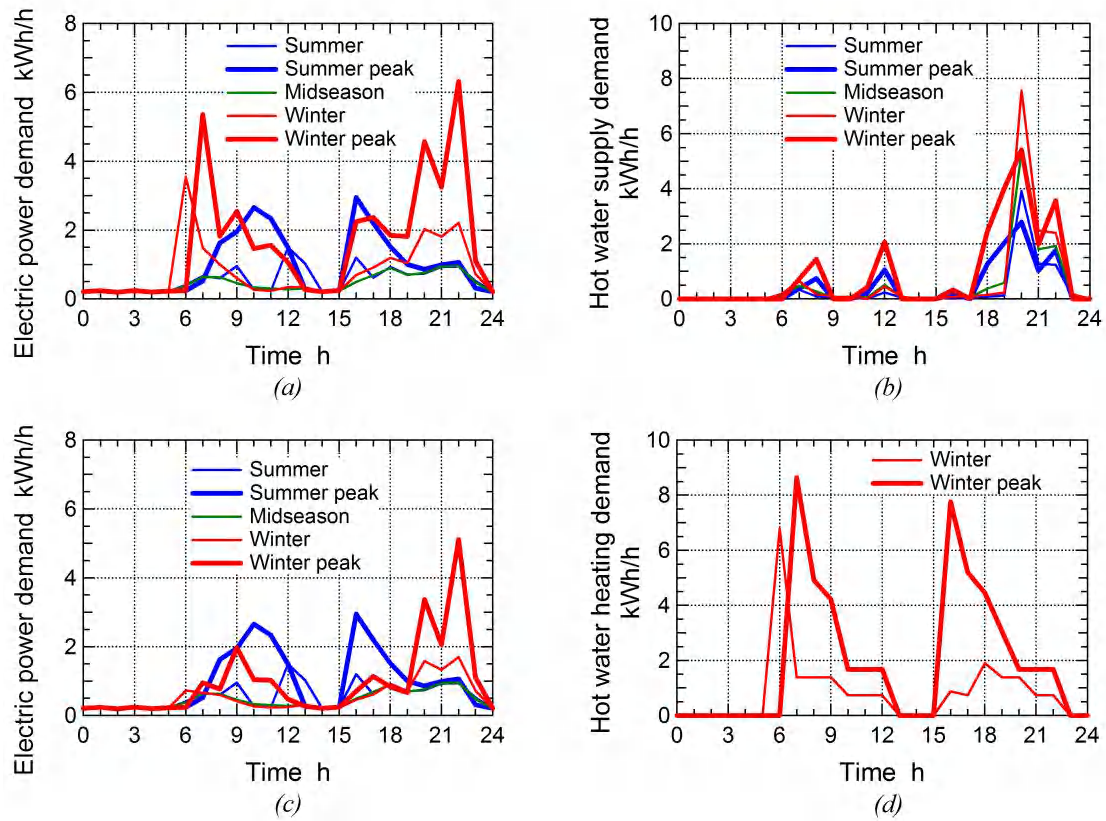 Electric power demand kWh/h
8
6
4
2
0
Summer
Summer peak
Midseason
Winter
Winter peak
0 3 6 9 12 15 18 21 24
Time h
(a)
Hot water supply demand
kWh/h
10
8
6
4
2
0
Summer
Summer peak
Midseason
Winter
Winter peak
0 3 6 9 12 15 18 21 24
Time h
(b)
Electric power demand kWh/h
8
6
4
2
0
Summer
Summer peak
Midseason
Winter
Winter peak
0 3 6 9 12 15 18 21 24
Time h
(c)
Hot water heating demand
kWh/h
10
8
6
4
2
0
Winter
Winter peak
0 3 6 9 12 15 18 21 24
Time h
(d)